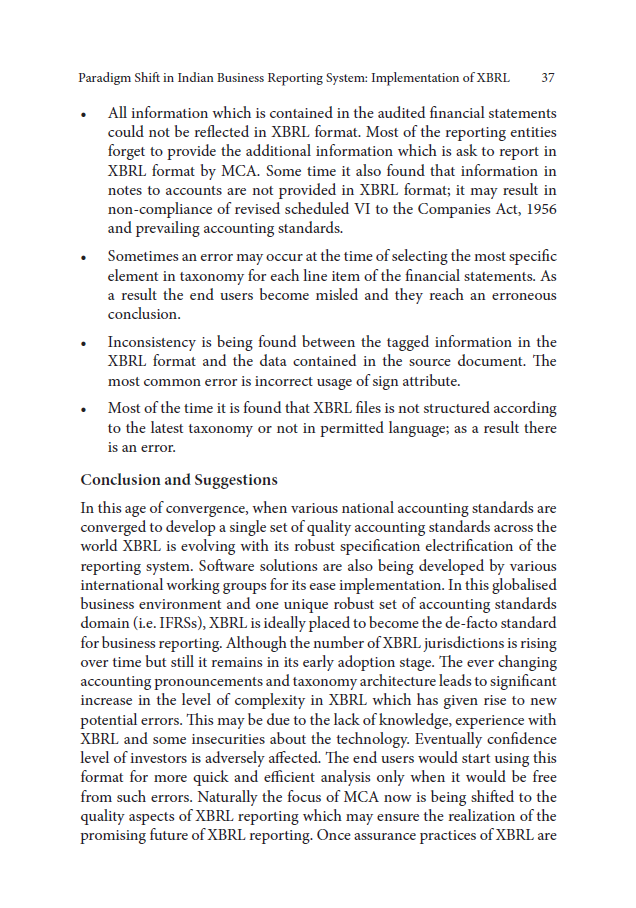 Paradigm Shift in Indian Business Reporting System: Implementation of XBRL 37
• All information which is contained in the audited financial statements
could not be reflected in XBRL format. Most of the reporting entities
forget to provide the additional information which is ask to report in
XBRL format by MCA. Some time it also found that information in
notes to accounts are not provided in XBRL format; it may result in
non-compliance of revised scheduled VI to the Companies Act, 1956
and prevailing accounting standards.
• Sometimes an error may occur at the time of selecting the most specific
element in taxonomy for each line item of the financial statements. As
a result the end users become misled and they reach an erroneous
conclusion.
• Inconsistency is being found between the tagged information in the
XBRL format and the data contained in the source document. The
most common error is incorrect usage of sign attribute.
• Most of the time it is found that XBRL files is not structured according
to the latest taxonomy or not in permitted language; as a result there
is an error.
Conclusion and Suggestions
In this age of convergence, when various national accounting standards are
converged to develop a single set of quality accounting standards across the
world XBRL is evolving with its robust specification electrification of the
reporting system. Software solutions are also being developed by various
international working groups for its ease implementation. In this globalised
business environment and one unique robust set of accounting standards
domain (i.e. IFRSs), XBRL is ideally placed to become the de-facto standard
for business reporting. Although the number of XBRL jurisdictions is rising
over time but still it remains in its early adoption stage. The ever changing
accounting pronouncements and taxonomy architecture leads to significant
increase in the level of complexity in XBRL which has given rise to new
potential errors. This may be due to the lack of knowledge, experience with
XBRL and some insecurities about the technology. Eventually confidence
level of investors is adversely affected. The end users would start using this
format for more quick and efficient analysis only when it would be free
from such errors. Naturally the focus of MCA now is being shifted to the
quality aspects of XBRL reporting which may ensure the realization of the
promising future of XBRL reporting. Once assurance practices of XBRL are